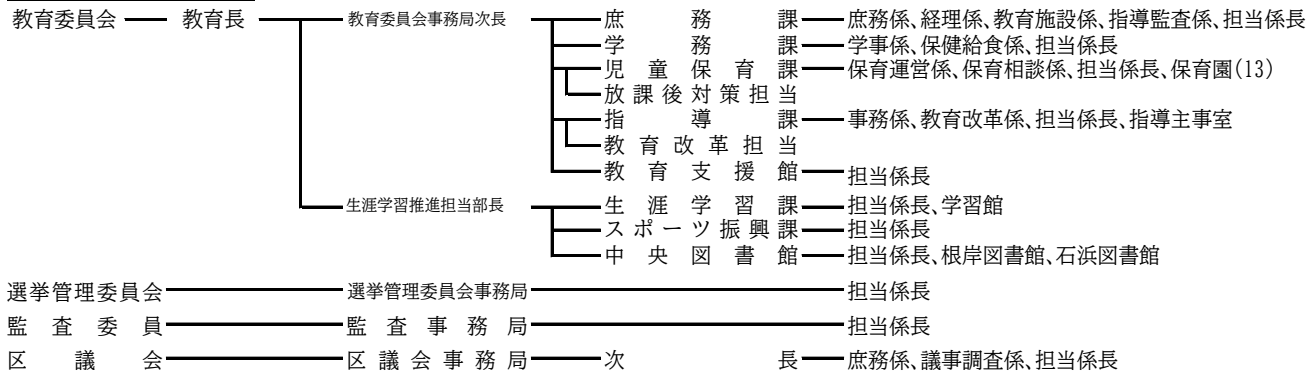 教育委員会 教育長 教育委員会事務局次長 庶務課 庶務係、経理係、教育施設係、指導監査係、担当係長
学務課 学事係、保健給食係、担当係長
児童保育課 保育運営係、保育相談係、担当係長、保育園(13)
放課後対策担当
指導課 事務係、教育改革係、担当係長、指導主事室
教育改革担当
教育支援館 担当係長
生涯学習推進担当部長 生涯学習課 担当係長、学習館
スポーツ振興課 担当係長
中央図書館 担当係長、根岸図書館、石浜図書館
選挙管理委員会 選挙管理委員会事務局 担当係長
監査委員 監査事務局 担当係長
区議会 区議会事務局 次長 庶務係、議事調査係、担当係長